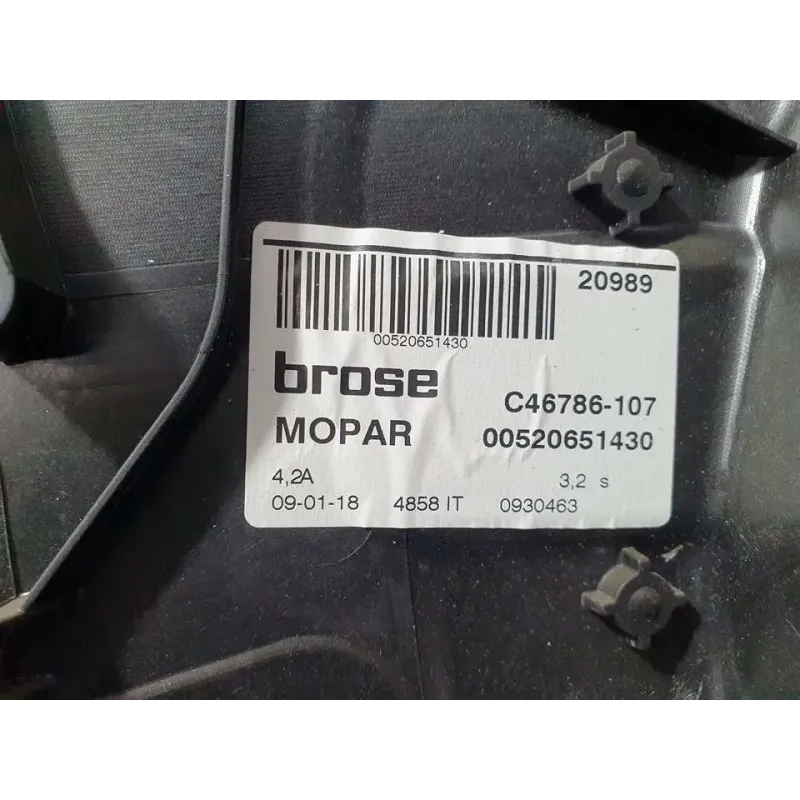 20989
00520651430
brose
C46786-107
MOPAR 00520651430
4,2A 3,2 s
09-01-18 4858 IT 0930463